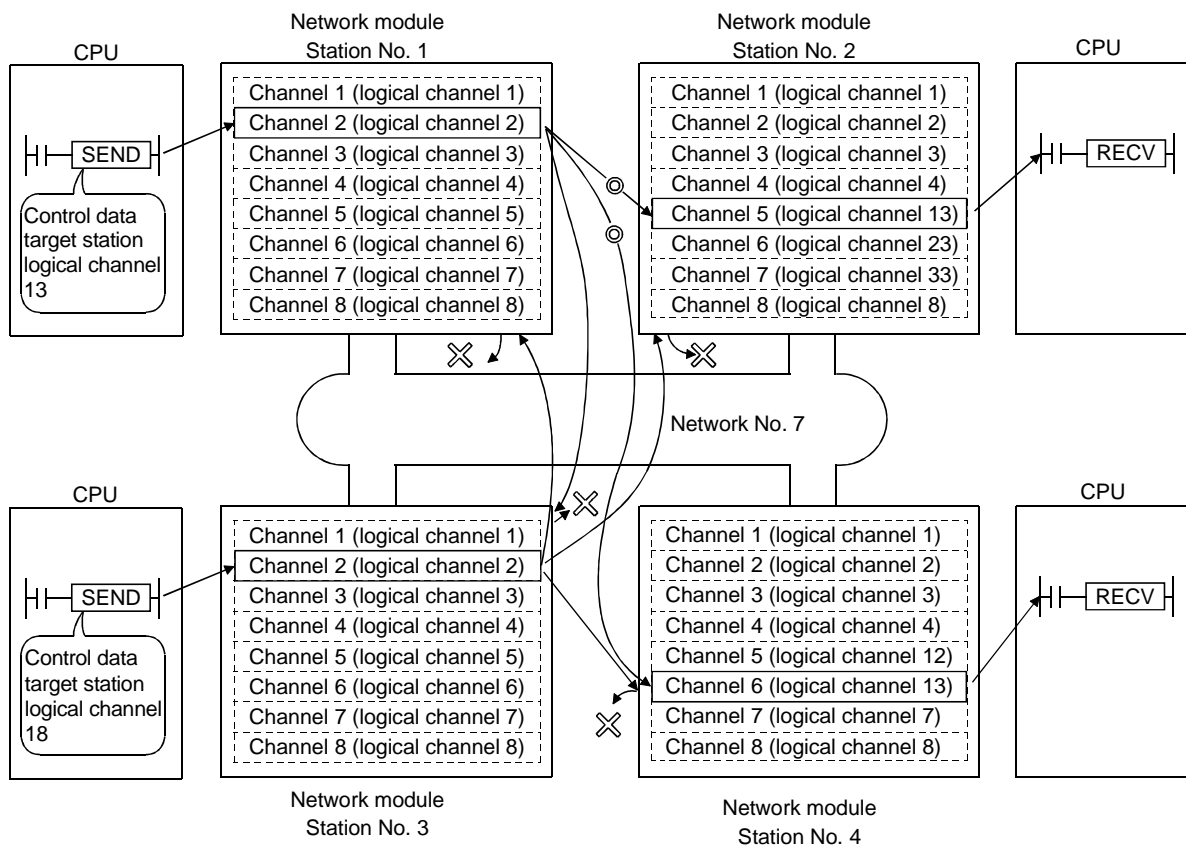 Network module
Station No. 1
Network module
Station No. 2
CPU
CPU
SEND
Control data
target station
logical channel
13
Channel 1 (logical channel 1)
Channel 2 (logical channel 2)
Channel 3 (logical channel 3)
Channel 4 (logical channel 4)
Channel 5 (logical channel 5)
Channel 6 (logical channel 6)
Channel 7 (logical channel 7)
Channel 8 (logical channel 8)
Channel 1 (logical channel 1)
Channel 2 (logical channel 2)
Channel 3 (logical channel 3)
Channel 4 (logical channel 4)
Channel 5 (logical channel 13)
Channel 6 (logical channel 23)
Channel 7 (logical channel 33)
Channel 8 (logical channel 8)
RECV
Network No. 7
CPU
CPU
SEND
Control data
target station
logical channel
18
Channel 1 (logical channel 1)
Channel 2 (logical channel 2)
Channel 3 (logical channel 3)
Channel 4 (logical channel 4)
Channel 5 (logical channel 5)
Channel 6 (logical channel 6)
Channel 7 (logical channel 7)
Channel 8 (logical channel 8)
Channel 1 (logical channel 1)
Channel 2 (logical channel 2)
Channel 3 (logical channel 3)
Channel 4 (logical channel 4)
Channel 5 (logical channel 12)
Channel 6 (logical channel 13)
Channel 7 (logical channel 7)
Channel 8 (logical channel 8)
RECV
Network module
Station No. 3
Network module
Station No. 4